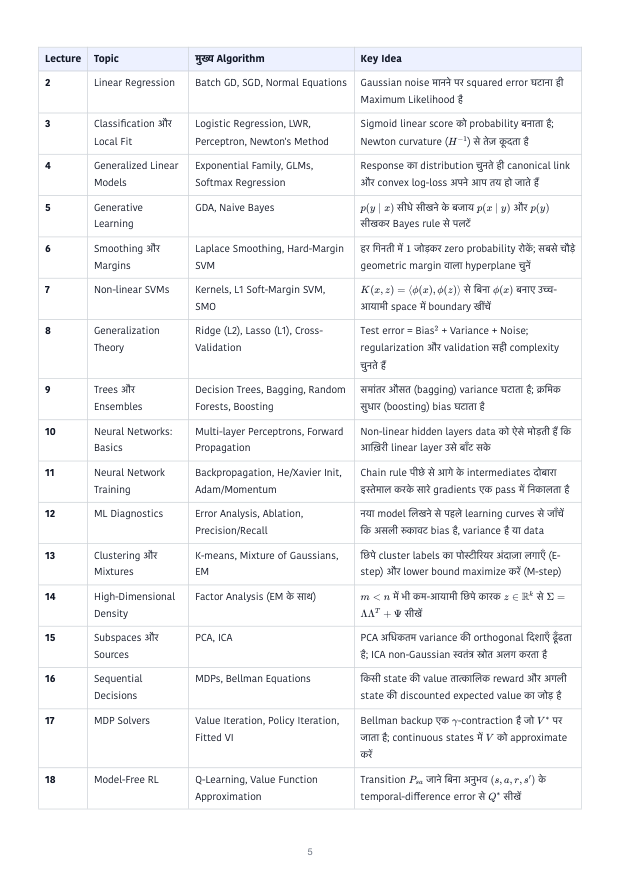 Lecture Topic मुख्य Algorithm Key Idea
2 Linear Regression Batch GD, SGD, Normal Equations Gaussian noise मानने पर squared error घटाना ही
Maximum Likelihood है
3 Classification और Logistic Regression, LWR, Sigmoid linear score को probability बनाता है;
Local Fit Perceptron, Newton's Method Newton curvature (H⁻¹) से तेज कूदता है
4 Generalized Linear Exponential Family, GLMs, Response का distribution चुनते ही canonical link
Models Softmax Regression और convex log-loss अपने आप तय हो जाते हैं
5 Generative GDA, Naive Bayes p(y | x) सीधे सीखने के बजाय p(x | y) और p(y)
Learning सीखकर Bayes rule से पलटें
6 Smoothing और Laplace Smoothing, Hard-Margin हर गिनती में 1 जोड़कर zero probability रोकें; सबसे चौड़े
Margins SVM geometric margin वाला hyperplane चुनें
7 Non-linear SVMs Kernels, L1 Soft-Margin SVM, K(x, z) = ⟨ϕ(x), ϕ(z)⟩ से बिना ϕ(x) बनाए उच्च-
SMO आयामी space में boundary खींचें
8 Generalization Ridge (L2), Lasso (L1), Cross- Test error = Bias² + Variance + Noise;
Theory Validation regularization और validation सही complexity
चुनते हैं
9 Trees और Decision Trees, Bagging, Random समांतर औसत (bagging) variance घटाता है; क्रमिक
Ensembles Forests, Boosting सुधार (boosting) bias घटाता है
10 Neural Networks: Multi-layer Perceptrons, Forward Non-linear hidden layers data को ऐसे मोड़ती हैं कि
Basics Propagation आखिरी linear layer उसे बाँट सके
11 Neural Network Backpropagation, He/Xavier Init, Chain rule पीछे से आगे के intermediates दोबारा
Training Adam/Momentum इस्तेमाल करके सारे gradients एक pass में निकालता है
12 ML Diagnostics Error Analysis, Ablation, नया model लिखने से पहले learning curves से जाँचें
Precision/Recall कि असली रुकावट bias है, variance है या data
13 Clustering और K-means, Mixture of Gaussians, छिपे cluster labels का पोस्टीरियर अंदाजा लगाएँ (E-
Mixtures EM step) और lower bound maximize करें (M-step)
14 High-Dimensional Factor Analysis (EM के साथ) m < n में भी कम-आयामी छिपे कारक z ∈ ℝᵏ से Σ =
Density ΛΛᵀ + Ψ सीखें
15 Subspaces और PCA, ICA PCA अधिकतम variance की orthogonal दिशाएँ ढूँढता
Sources है; ICA non-Gaussian स्वतंत्र स्रोत अलग करता है
16 Sequential MDPs, Bellman Equations किसी state की value तात्कालिक reward और अगली
Decisions state की discounted expected value का जोड़ है
17 MDP Solvers Value Iteration, Policy Iteration, Bellman backup एक γ-contraction है जो V* पर
Fitted VI जाता है; continuous states में V को approximate
करें
18 Model-Free RL Q-Learning, Value Function Transition Pₛₐ जाने बिना अनुभव (s, a, r, s′) के
Approximation temporal-difference error से Q* सीखें
5